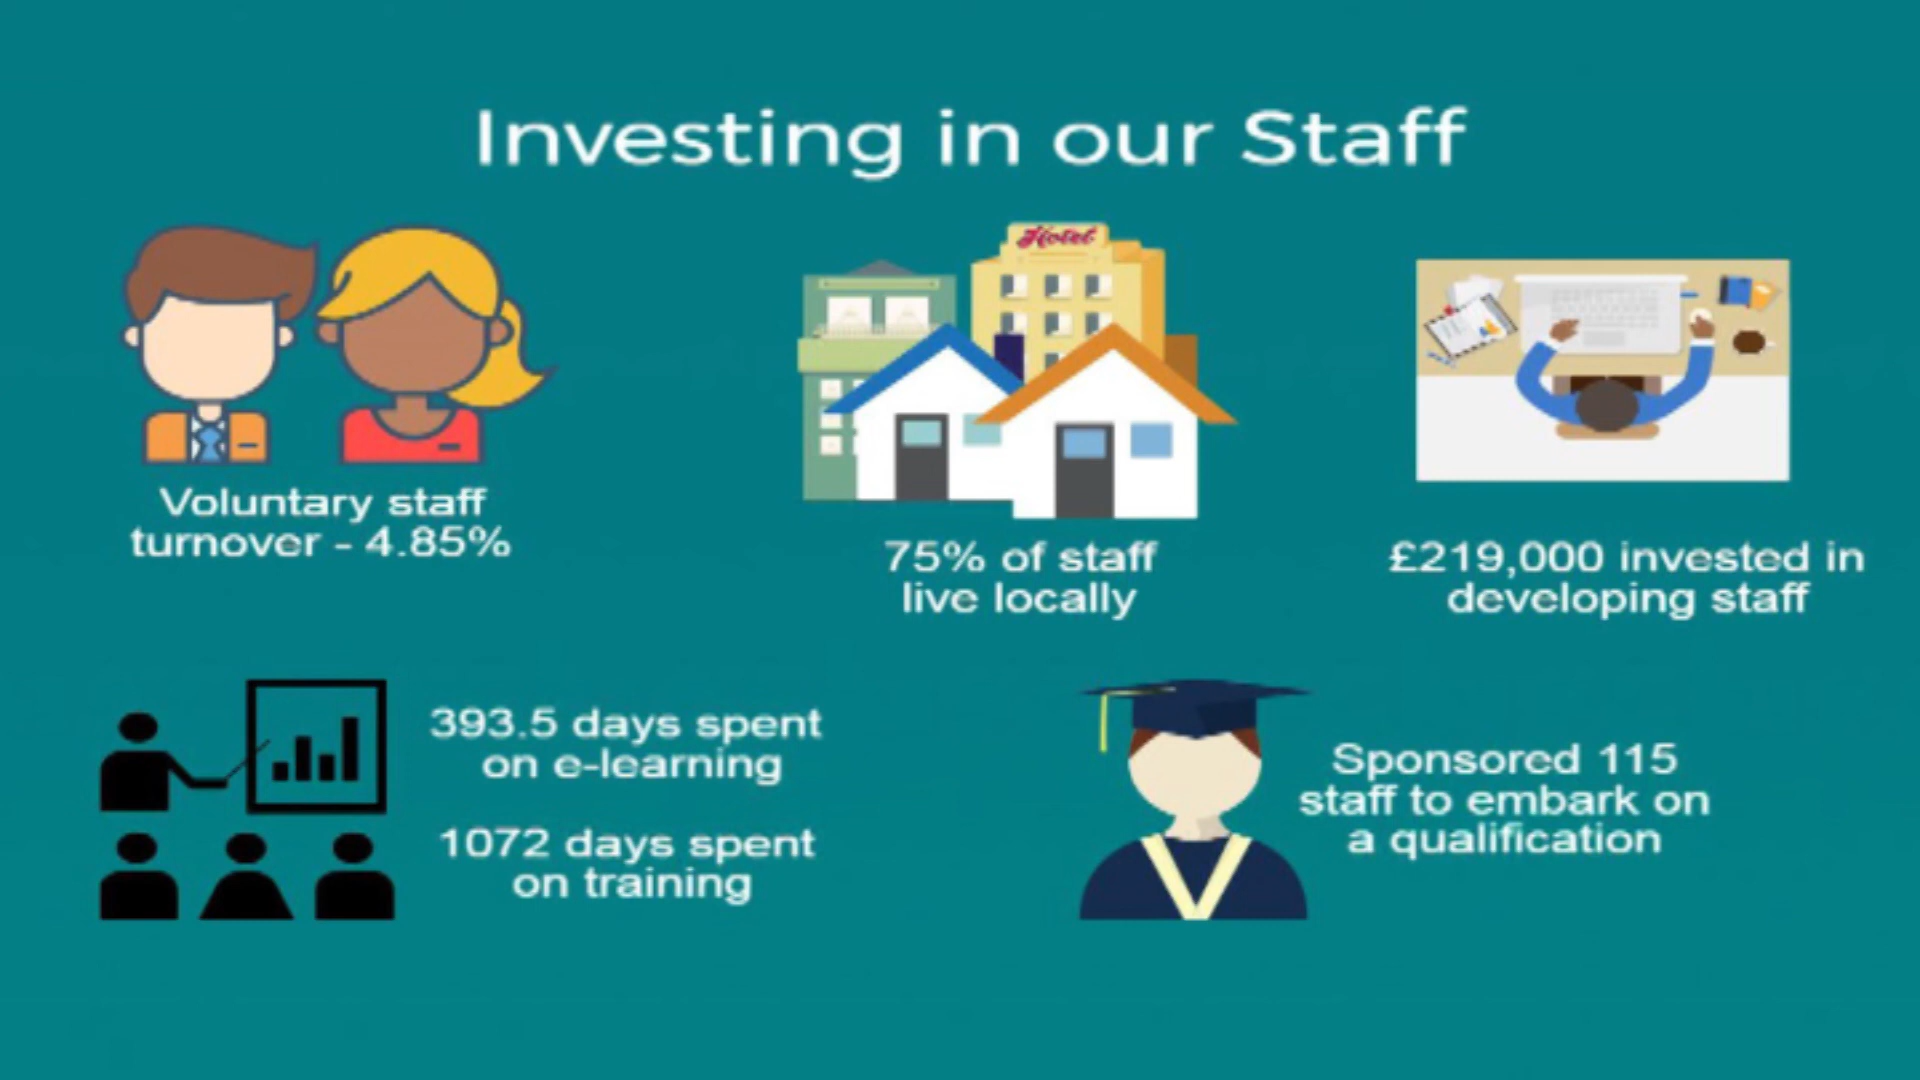 Investing in our Staff
Hotel
Voluntary staff
turnover - 4.85%
75% of staff
live locally
£219,000 invested in
developing staff
393.5 days spent
on e-learning
1072 days spent
on training
Sponsored 115
staff to embark on
a qualification